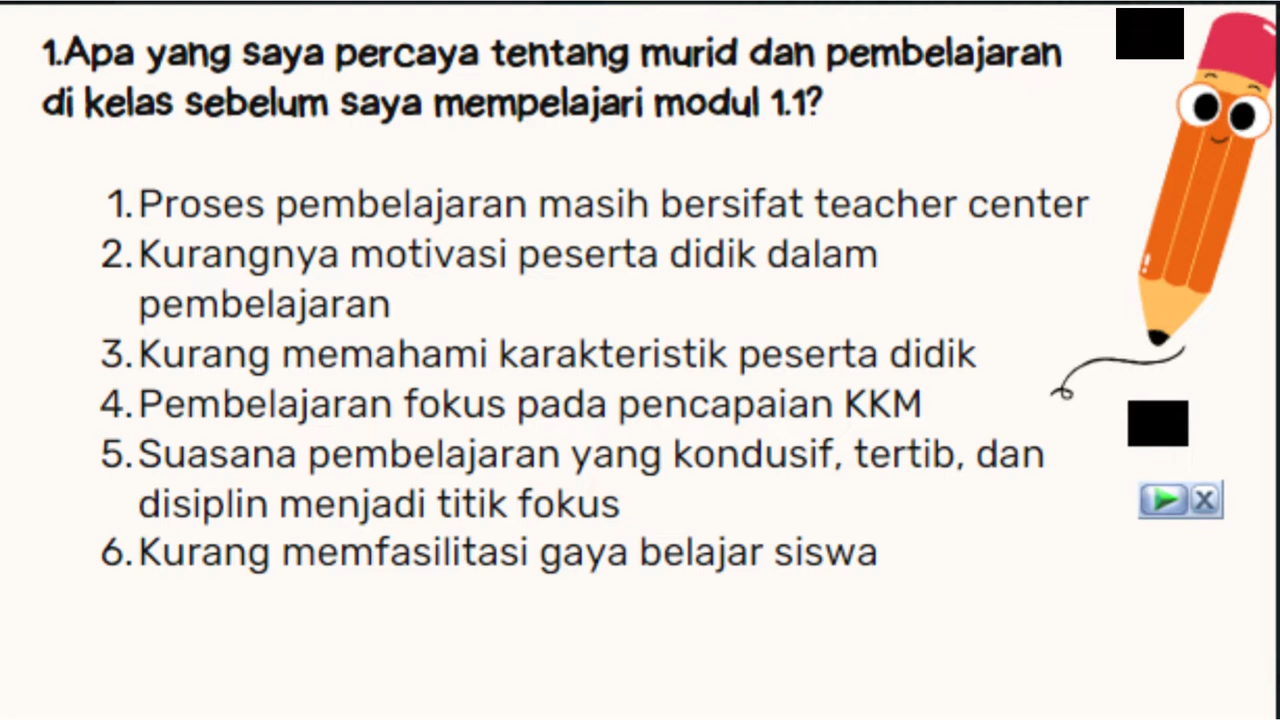 1.Apa yang saya percaya tentang murid dan pembelajaran
di kelas sebelum saya mempelajari modul 1.1?
1. Proses pembelajaran masih bersifat teacher center
2. Kurangnya motivasi peserta didik dalam
pembelajaran
3. Kurang memahami karakteristik peserta didik
4. Pembelajaran fokus pada pencapaian KKM
5. Suasana pembelajaran yang kondusif, tertib, dan
disiplin menjadi titik fokus
6. Kurang memfasilitasi gaya belajar siswa